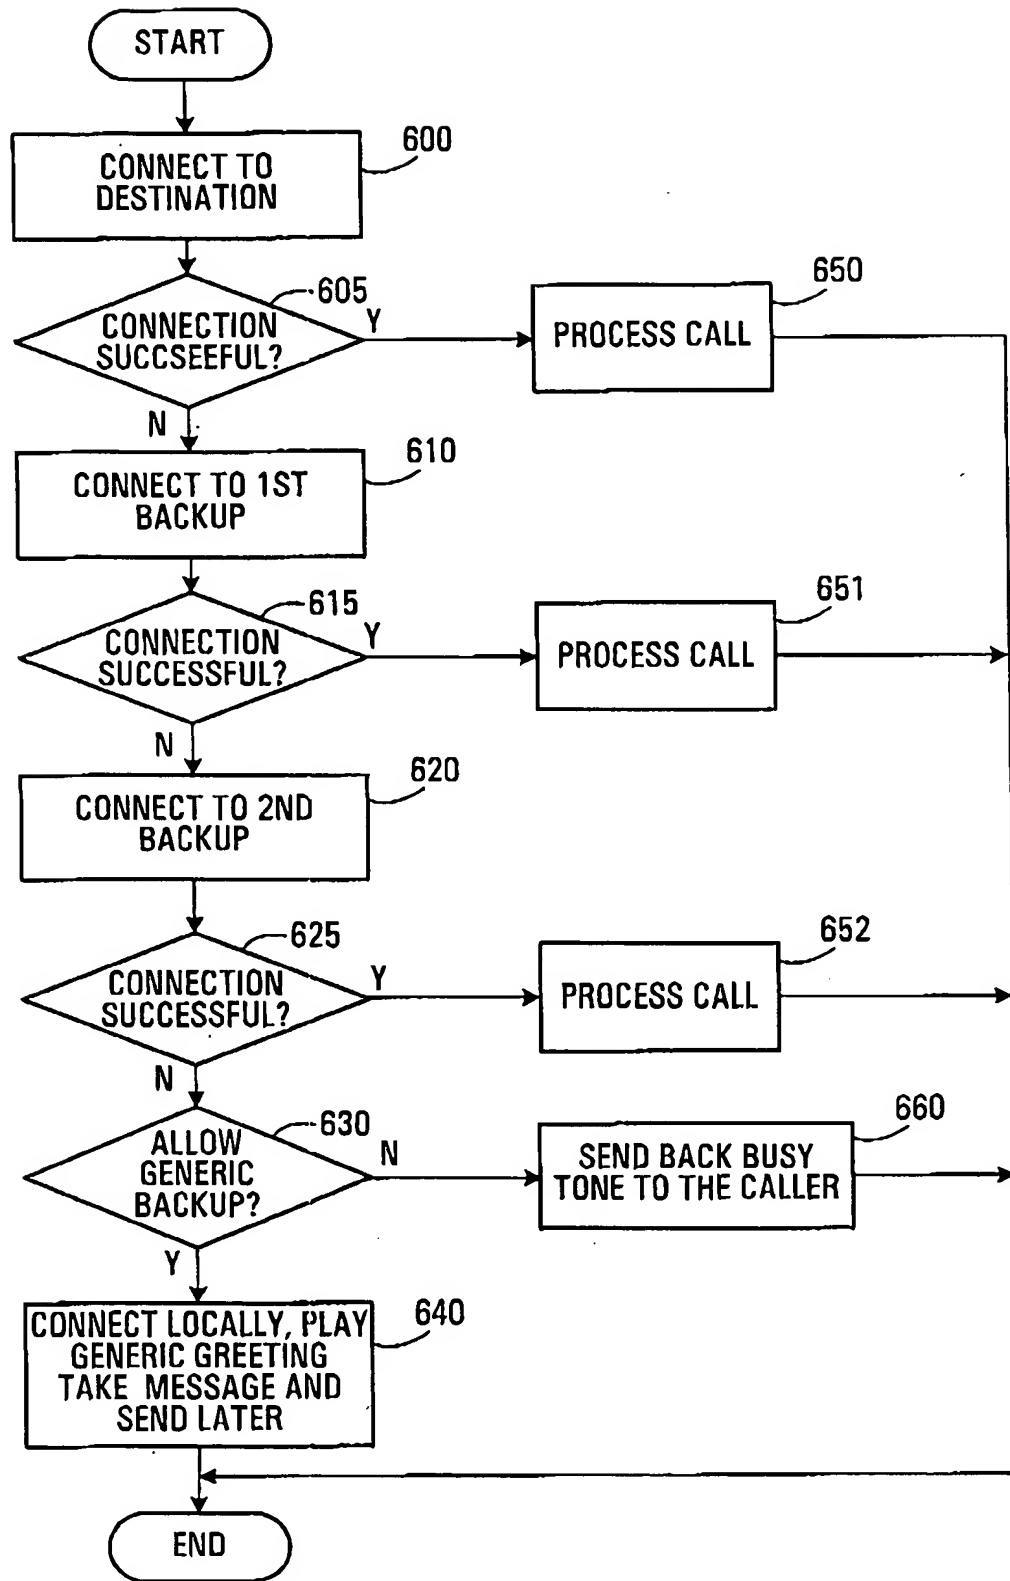 START
600
CONNECT TO
DESTINATION
605
CONNECTION
SUCCSEEFUL?
Y
650
PROCESS CALL
N
610
CONNECT TO 1ST
BACKUP
615
CONNECTION
SUCCESSFUL?
Y
651
PROCESS CALL
N
620
CONNECT TO 2ND
BACKUP
625
CONNECTION
SUCCESSFUL?
Y
652
PROCESS CALL
N
630
ALLOW
GENERIC
BACKUP?
N
660
SEND BACK BUSY
TONE TO THE CALLER
Y
640
CONNECT LOCALLY, PLAY
GENERIC GREETING
TAKE MESSAGE AND
SEND LATER
END